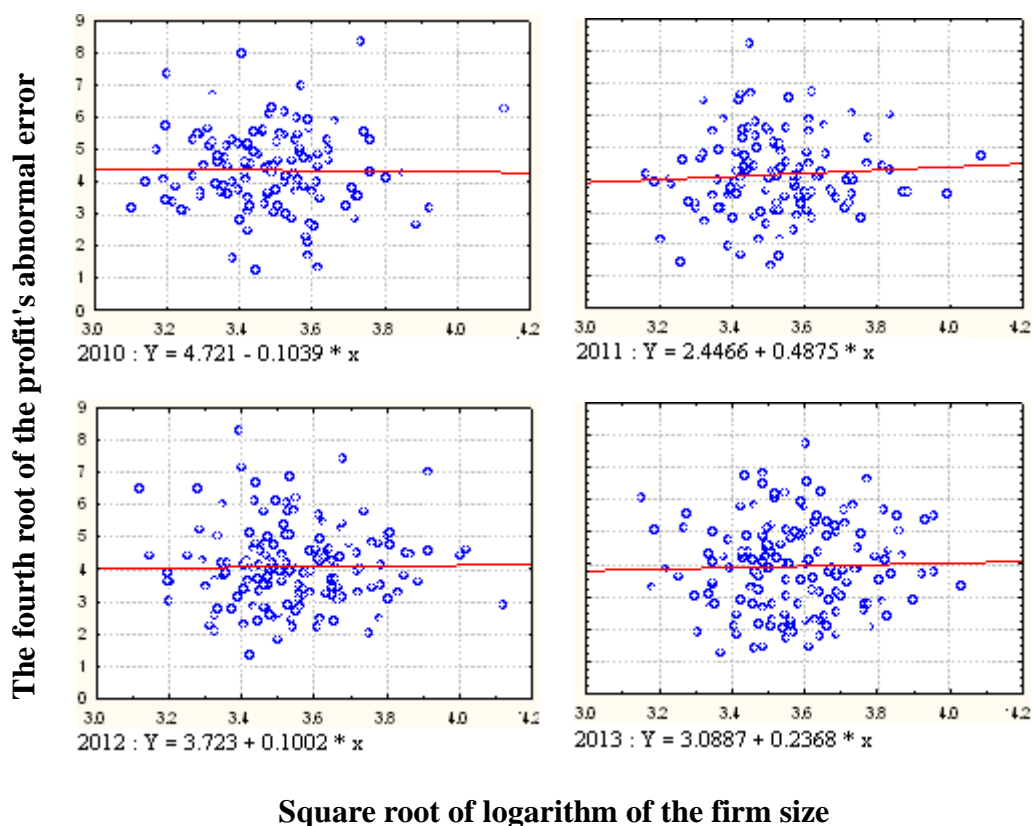 The fourth root of the profit's abnormal error
9
8
7
6
5
4
3
2
1
0
3.0 3.2 3.4 3.6 3.8 4.0 4.2
2010 : Y = 4.721 - 0.1039 * x
3.0 3.2 3.4 3.6 3.8 4.0 4.2
2011 : Y = 2.4466 + 0.4875 * x
9
8
7
6
5
4
3
2
1
0
3.0 3.2 3.4 3.6 3.8 4.0 4.2
2012 : Y = 3.723 + 0.1002 * x
3.0 3.2 3.4 3.6 3.8 4.0 4.2
2013 : Y = 3.0887 + 0.2368 * x
Square root of logarithm of the firm size